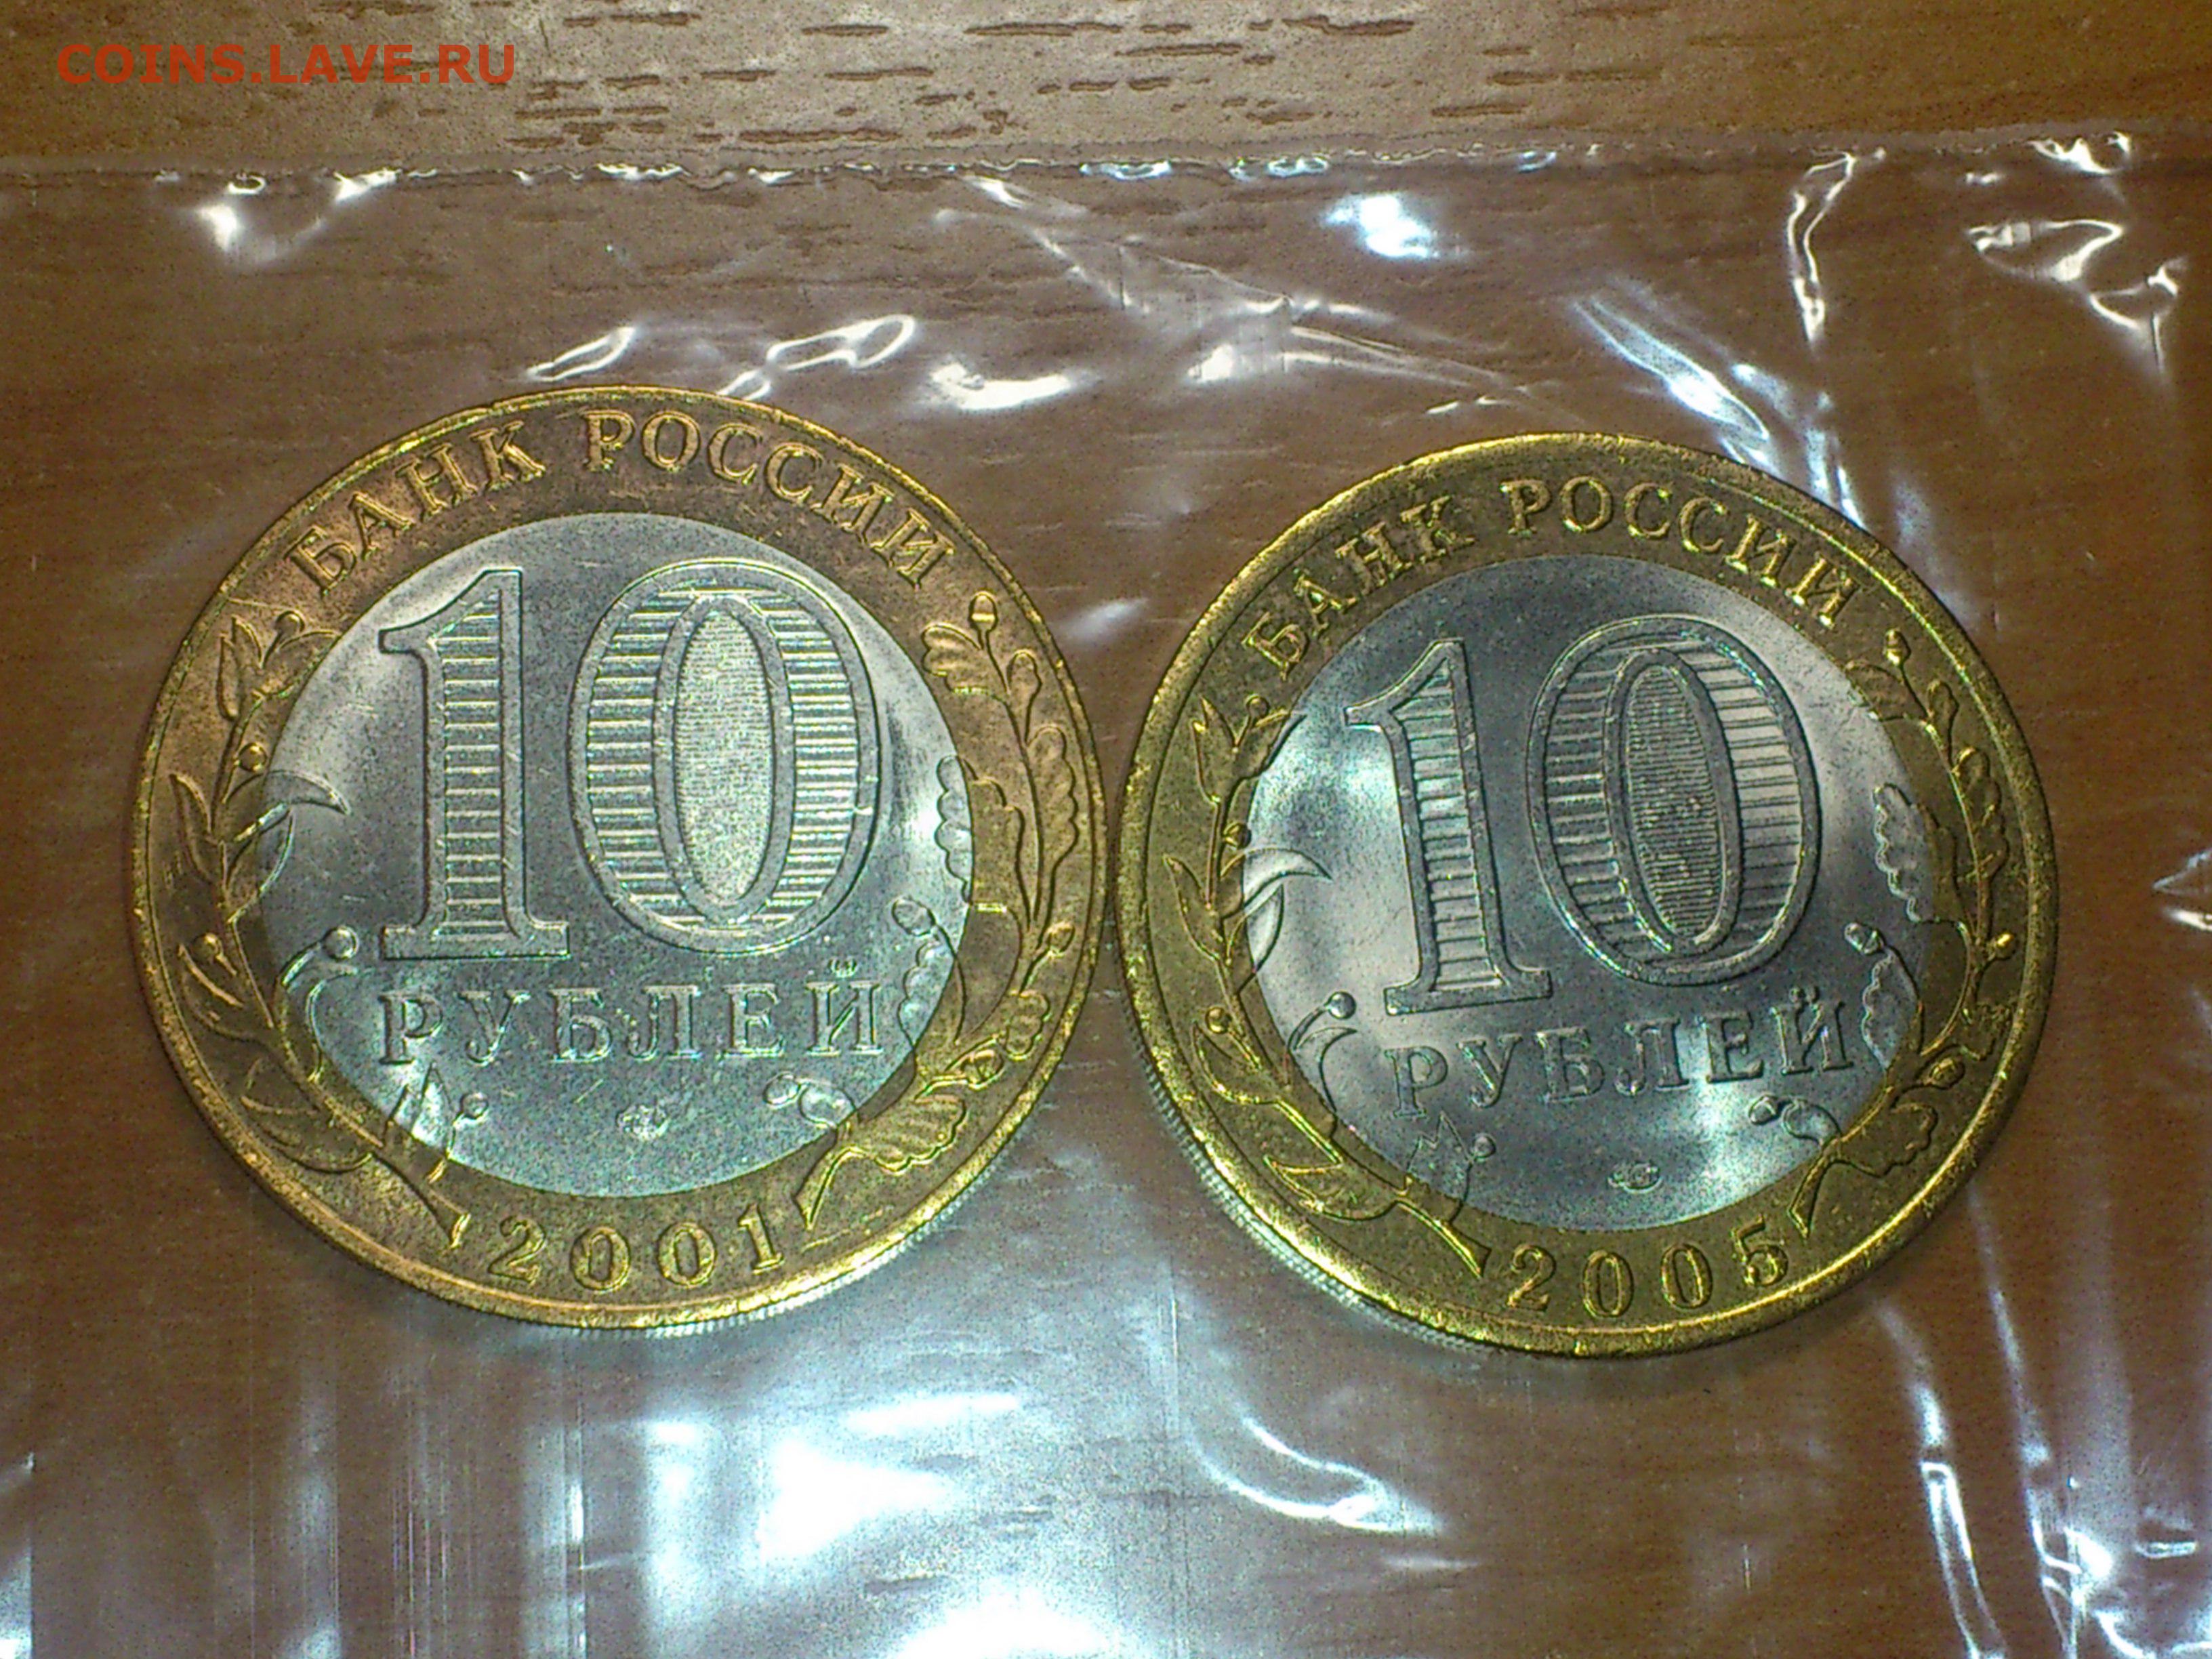 COINS.LAVE.RU
БАНК РОССИИ
10
РУБЛЕЙ
2001
БАНК РОССИИ
10
РУБЛЕЙ
2005